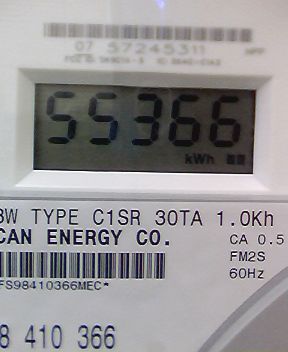 07 57245311
55366
kWh
3W TYPE C1SR 30TA 1.0Kh
CAN ENERGY CO.
CA 0.5
FM2S
60Hz
FS98410366MEC*
8 410 366